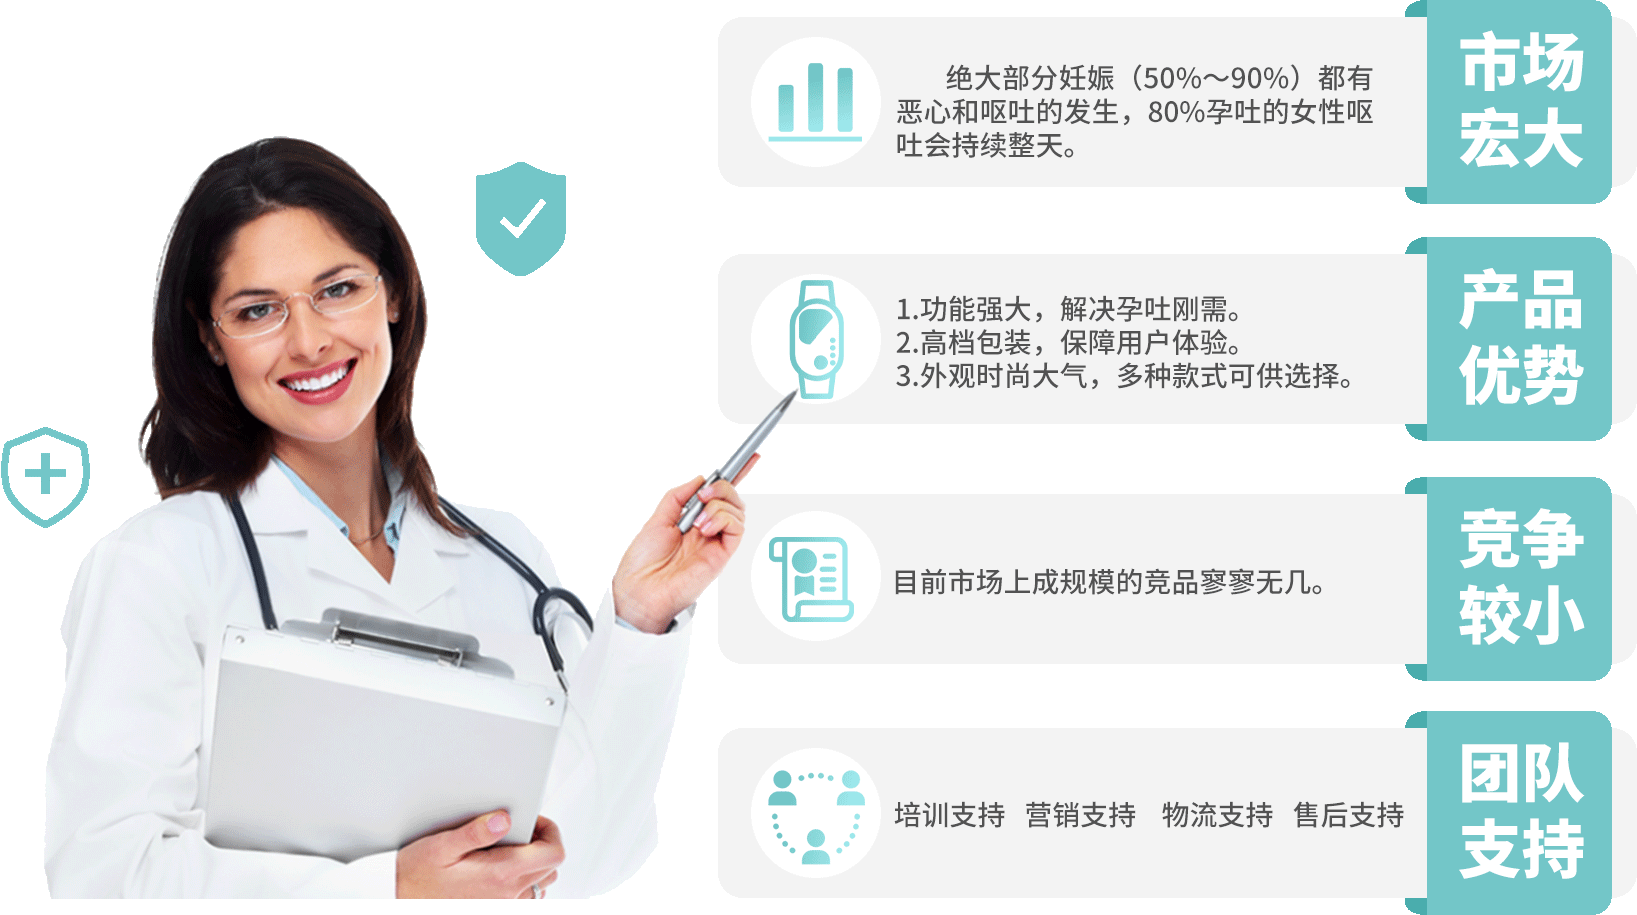 绝大部分妊娠（50%～90%）都有
恶心和呕吐的发生，80%孕吐的女性呕
吐会持续整天。
市场
宏大
1.功能强大，解决孕吐刚需。
2.高档包装，保障用户体验。
3.外观时尚大气，多种款式可供选择。
产品
优势
目前市场上成规模的竞品寥寥无几。
竞争
较小
培训支持 营销支持 物流支持 售后支持
团队
支持